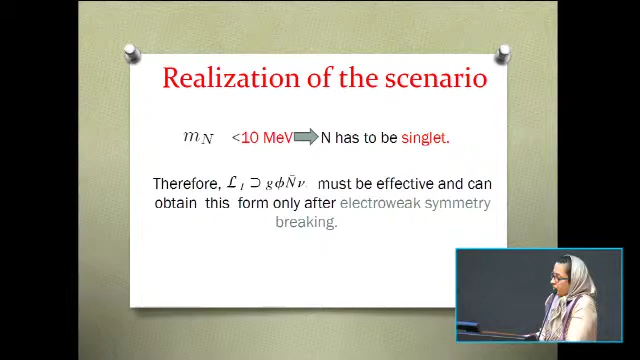 Realization of the scenario
m_N <10 MeV N has to be singlet.
Therefore, ℒ_I ⊃ gϕN̄ν must be effective and can
obtain this form only after electroweak symmetry
breaking.